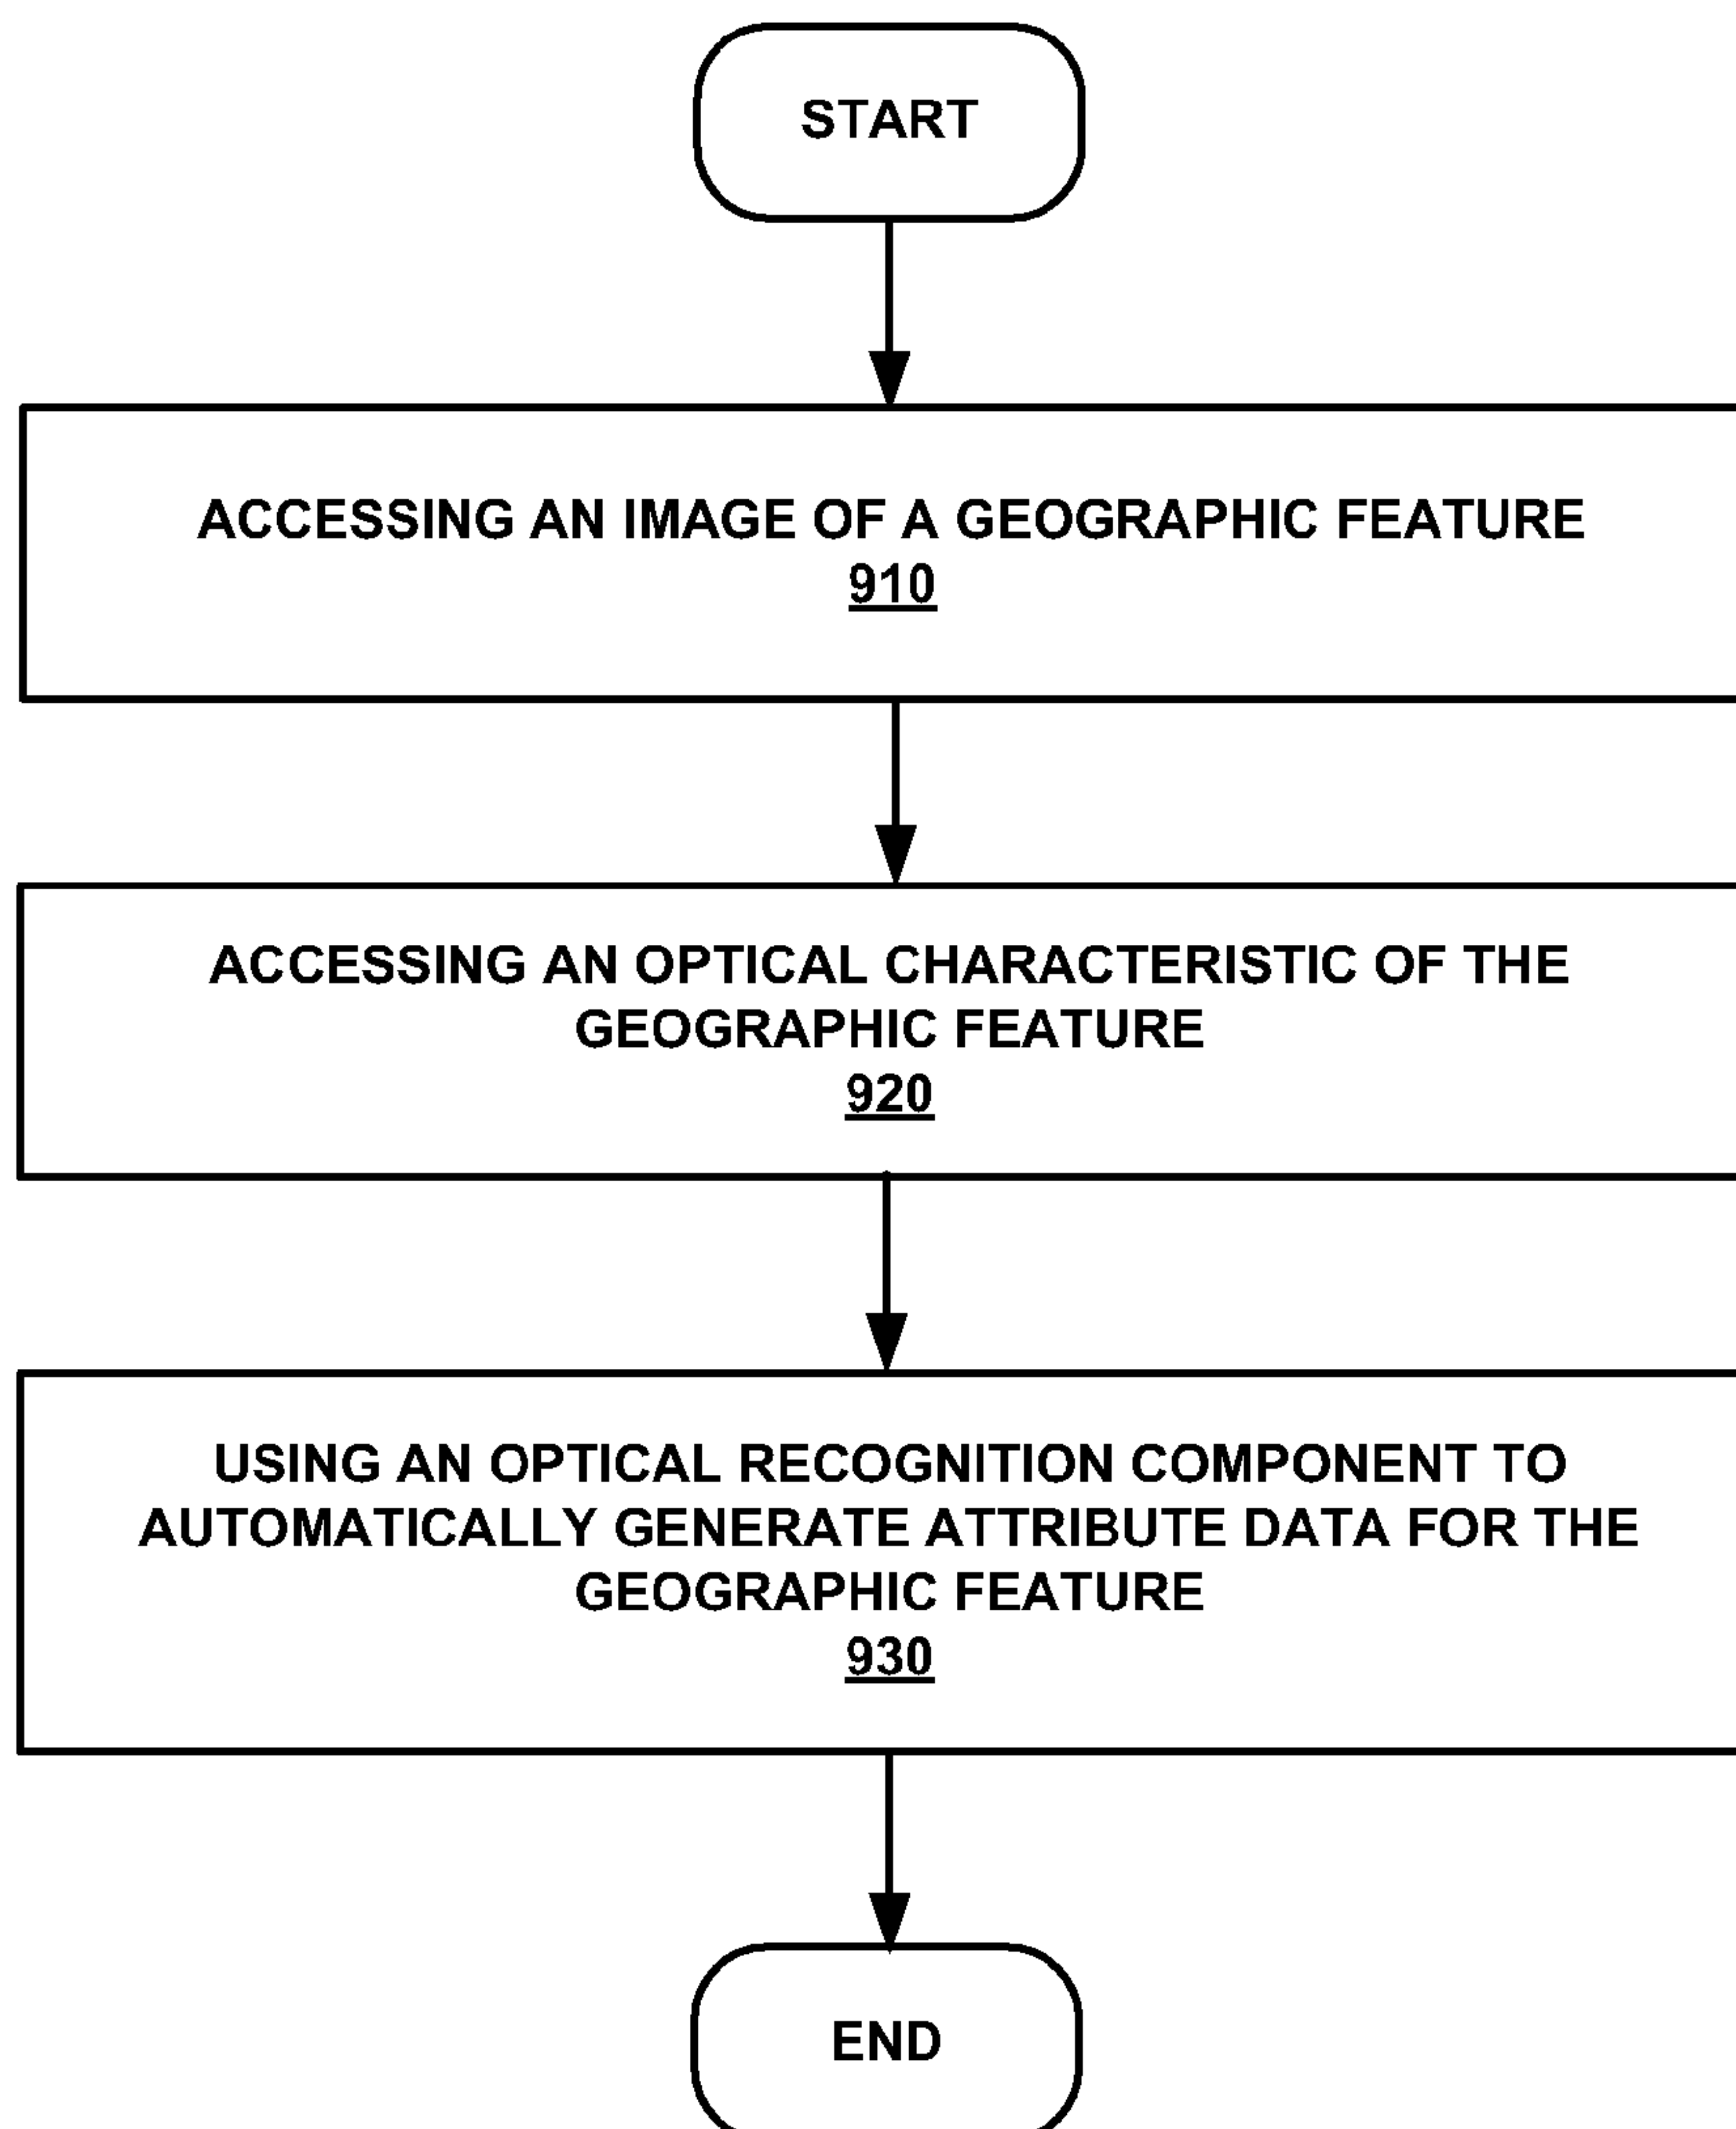 START
ACCESSING AN IMAGE OF A GEOGRAPHIC FEATURE
910
ACCESSING AN OPTICAL CHARACTERISTIC OF THE
GEOGRAPHIC FEATURE
920
USING AN OPTICAL RECOGNITION COMPONENT TO
AUTOMATICALLY GENERATE ATTRIBUTE DATA FOR THE
GEOGRAPHIC FEATURE
930
END